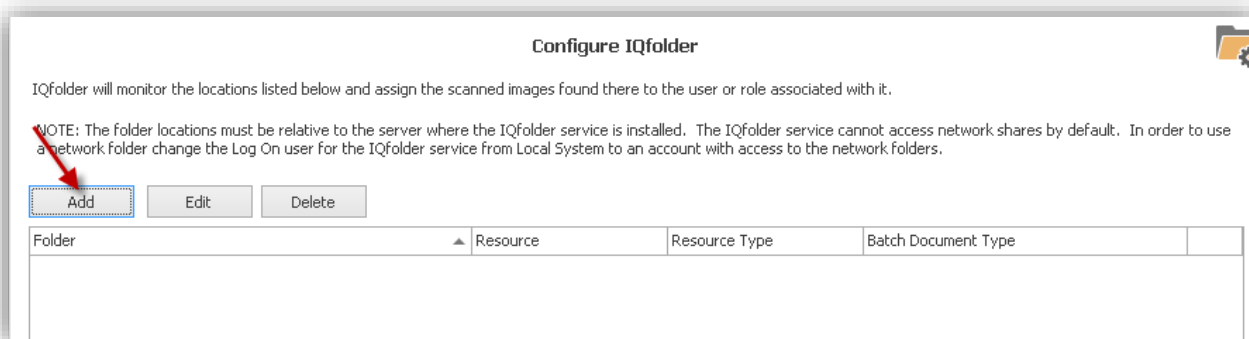 Configure IQfolder
IQfolder will monitor the locations listed below and assign the scanned images found there to the user or role associated with it.
NOTE: The folder locations must be relative to the server where the IQfolder service is installed.  The IQfolder service cannot access network shares by default.  In order to use
a network folder change the Log On user for the IQfolder service from Local System to an account with access to the network folders.
Add Edit Delete
Folder Resource Resource Type Batch Document Type